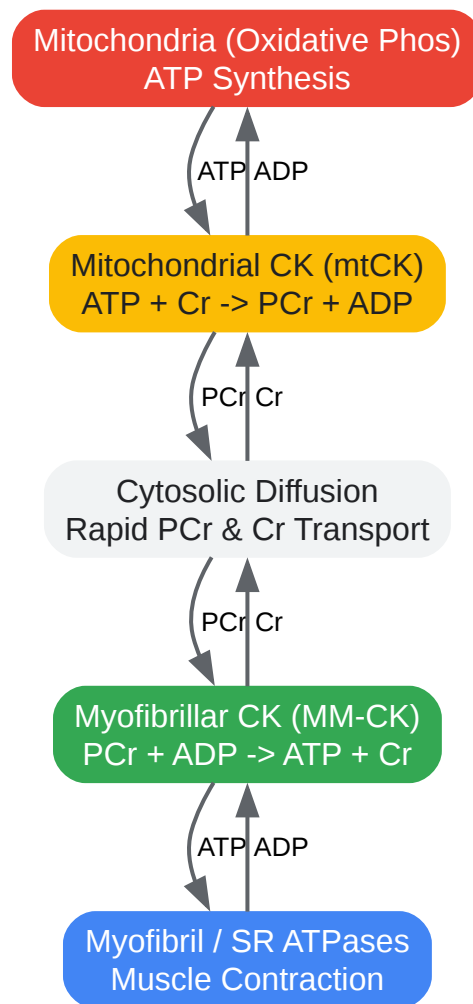 Mitochondria (Oxidative Phos)
ATP Synthesis
ATP ADP
Mitochondrial CK (mtCK)
ATP + Cr -> PCr + ADP
PCr Cr
Cytosolic Diffusion
Rapid PCr & Cr Transport
PCr Cr
Myofibrillar CK (MM-CK)
PCr + ADP -> ATP + Cr
ATP ADP
Myofibril / SR ATPases
Muscle Contraction